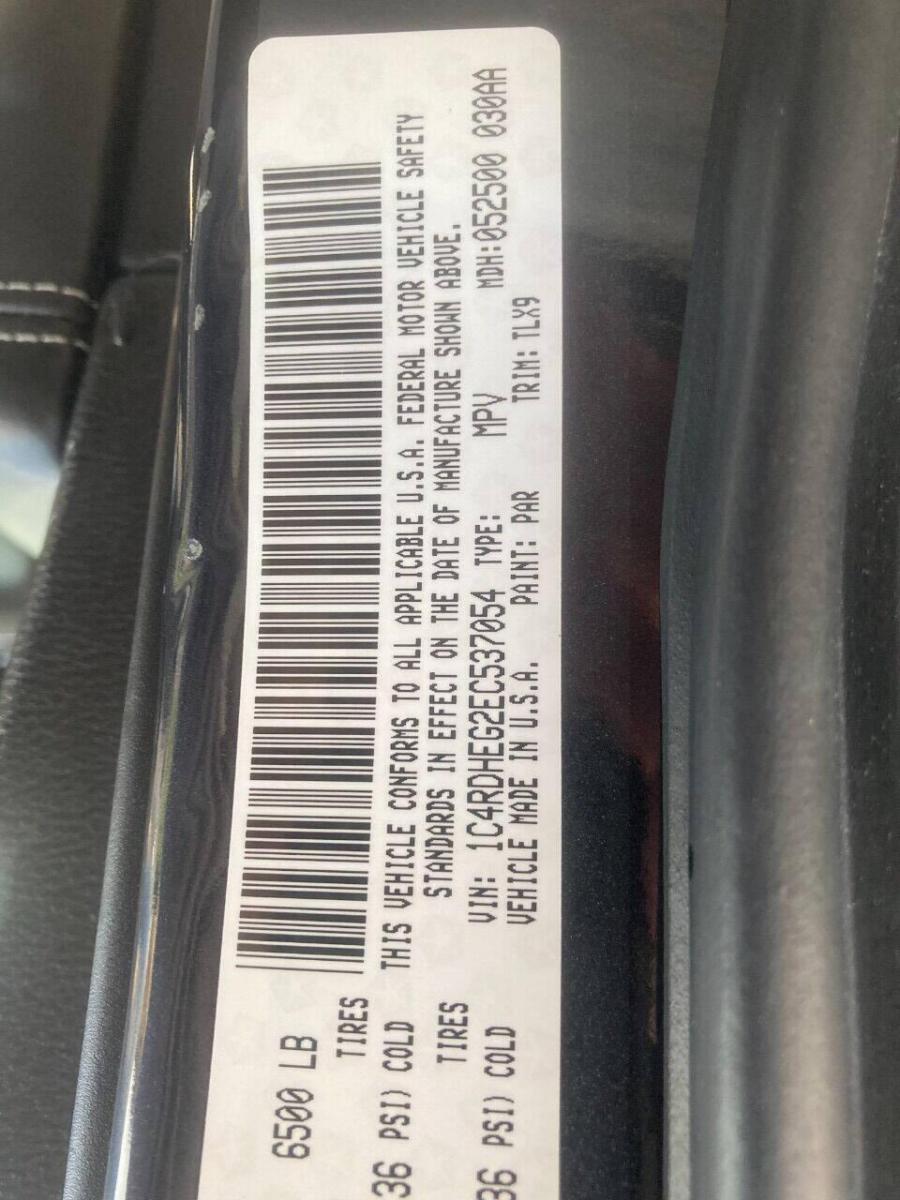 6500 LB
TIRES
36 PSI) COLD
TIRES
36 PSI) COLD
THIS VEHICLE CONFORMS TO ALL APPLICABLE U.S.A. FEDERAL MOTOR VEHICLE SAFETY
STANDARDS IN EFFECT ON THE DATE OF MANUFACTURE SHOWN ABOVE.
VIN: 1C4RDHEG2EC537054 TYPE: MPV MDH:052500 030AA
VEHICLE MADE IN U.S.A. PAINT: PAR TRIM: TLX9